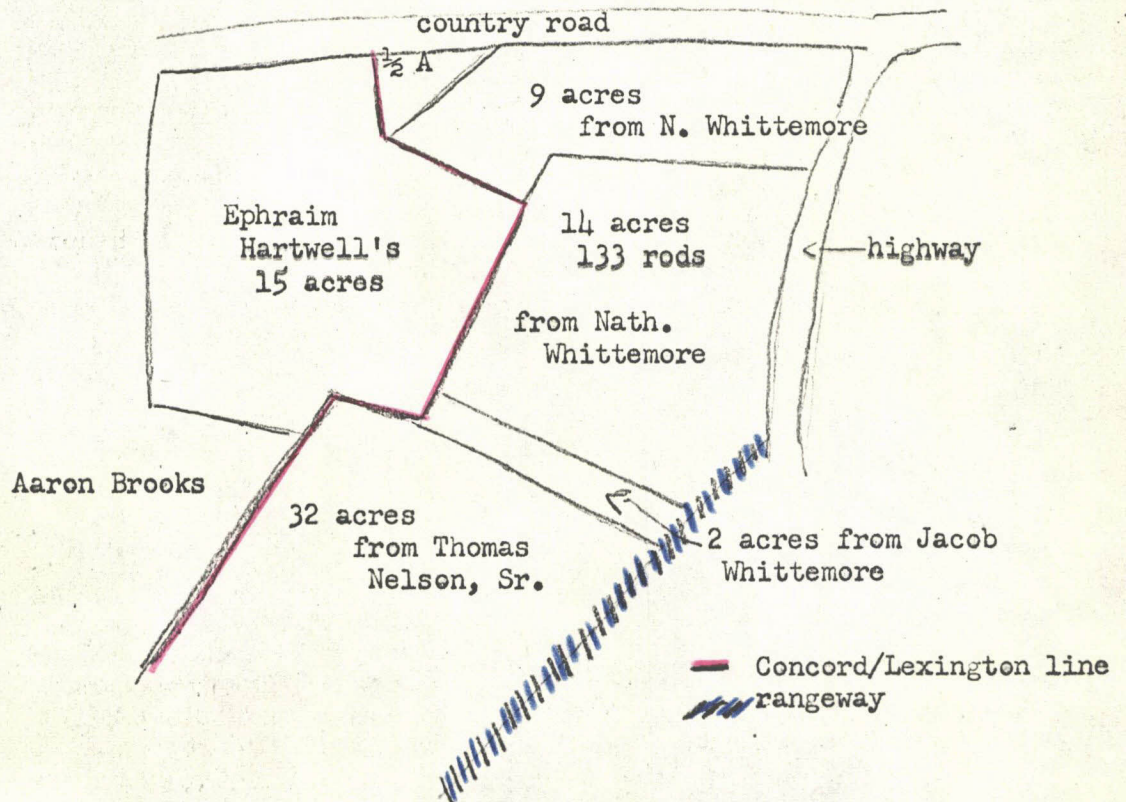 country road
½ A
9 acres
from N. Whittemore
Ephraim
Hartwell's
15 acres
14 acres
133 rods
highway
from Nath.
Whittemore
Aaron Brooks
32 acres
from Thomas
Nelson, Sr.
2 acres from Jacob
Whittemore
Concord/Lexington line
rangeway